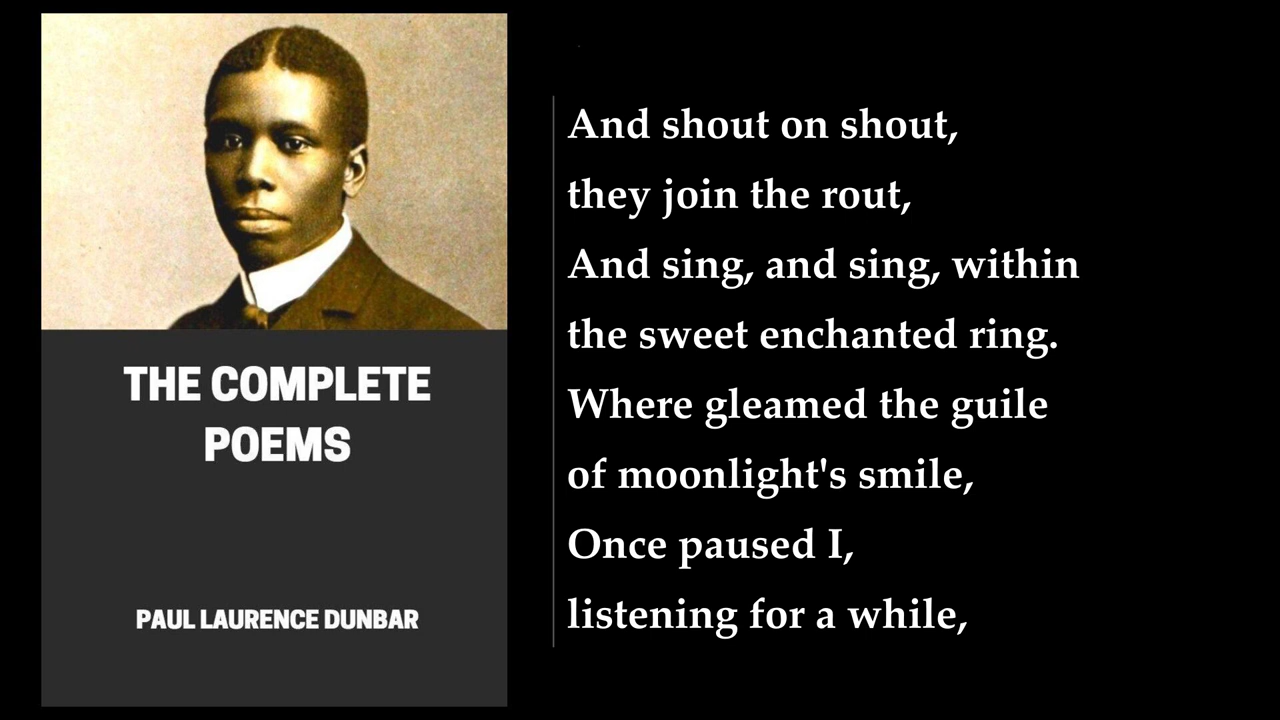 THE COMPLETE
POEMS
PAUL LAURENCE DUNBAR
And shout on shout,
they join the rout,
And sing, and sing, within
the sweet enchanted ring.
Where gleamed the guile
of moonlight's smile,
Once paused I,
listening for a while,